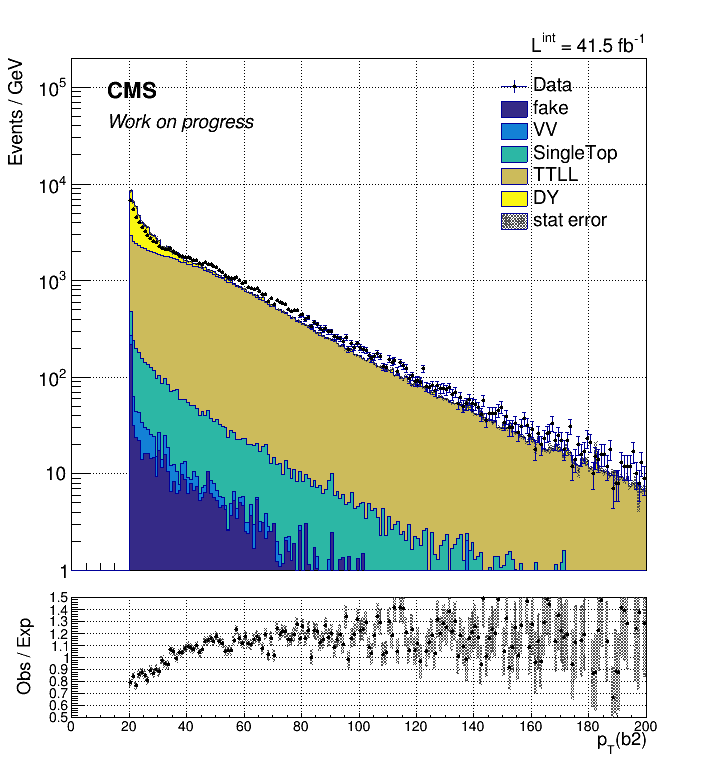 L^int = 41.5 fb^-1
Events / GeV
10^5
10^4
10^3
10^2
10
1
CMS
Work on progress
Data
fake
VV
SingleTop
TTLL
DY
stat error
Obs / Exp
1.5
1.4
1.3
1.2
1.1
1
0.9
0.8
0.7
0.6
0.5
0 20 40 60 80 100 120 140 160 180 200
p_T(b2)